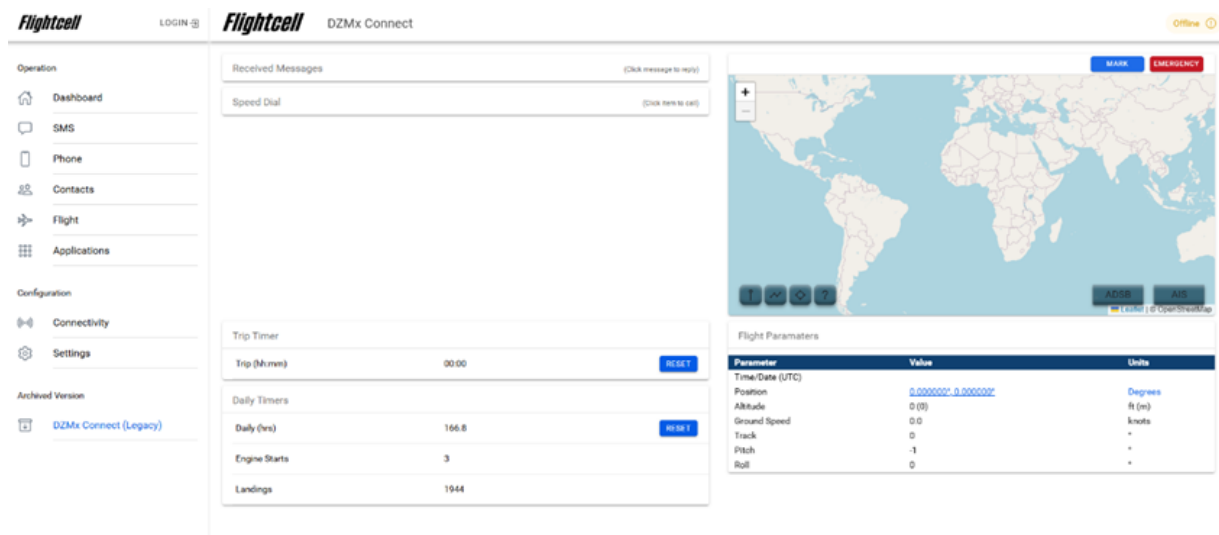 Flightcell
LOGIN
Flightcell
DZMx Connect
Offline
Operation
Dashboard
SMS
Phone
Contacts
Flight
Applications
Configuration
Connectivity
Settings
Archived Version
DZMx Connect (Legacy)
Received Messages (Click message to reply)
Speed Dial (Click item to call)
Trip Timer
Trip (hh:mm) 00:00 RESET
Daily Timers
Daily (hrs) 166.8 RESET
Engine Starts 3
Landings 1944
MARK EMERGENCY
+
−
?
ADSB AIS
Leaflet | © OpenStreetMap
Flight Paramaters
Parameter Value Units
Time/Date (UTC)
Position 0.000000°, 0.000000° Degrees
Altitude 0 (0) ft (m)
Ground Speed 0.0 knots
Track 0 °
Pitch -1 °
Roll 0 °